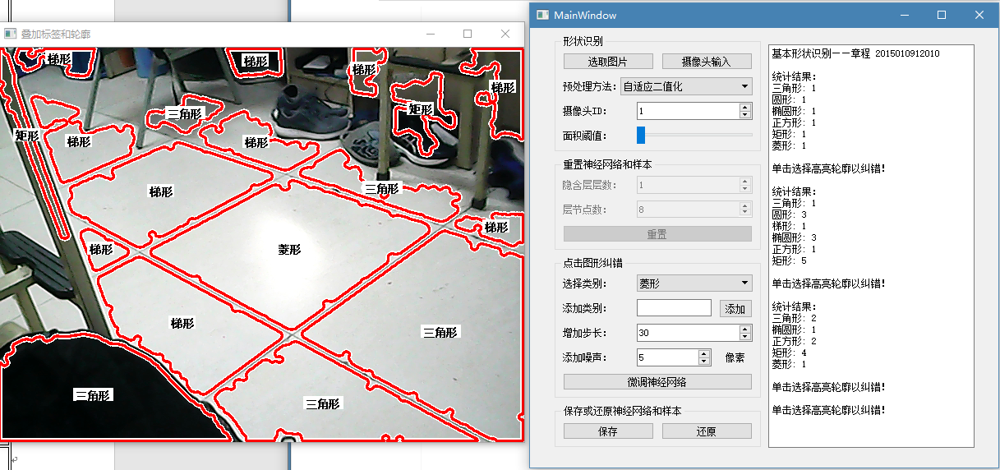 叠加标签和轮廓
梯形
梯形
梯形
梯形
矩形
三角形
矩形
梯形
梯形
梯形
三角形
梯形
梯形
菱形
梯形
三角形
三角形
三角形
MainWindow
形状识别
选取图片
摄像头输入
预处理方法:
自适应二值化
摄像头ID:
1
面积阈值:
重置神经网络和样本
隐含层层数:
1
层节点数:
8
重置
点击图形纠错
选择类别:
菱形
添加类别:
添加
增加步长:
30
添加噪声:
5
像素
微调神经网络
保存或还原神经网络和样本
保存
还原
基本形状识别——章程 2015010912010
统计结果:
三角形: 1
圆形: 1
椭圆形: 1
正方形: 1
矩形: 1
菱形: 1
单击选择高亮轮廓以纠错!
统计结果:
三角形: 1
圆形: 3
梯形: 1
椭圆形: 3
正方形: 1
矩形: 5
单击选择高亮轮廓以纠错!
统计结果:
三角形: 2
椭圆形: 1
正方形: 2
矩形: 4
菱形: 1
单击选择高亮轮廓以纠错!
单击选择高亮轮廓以纠错!